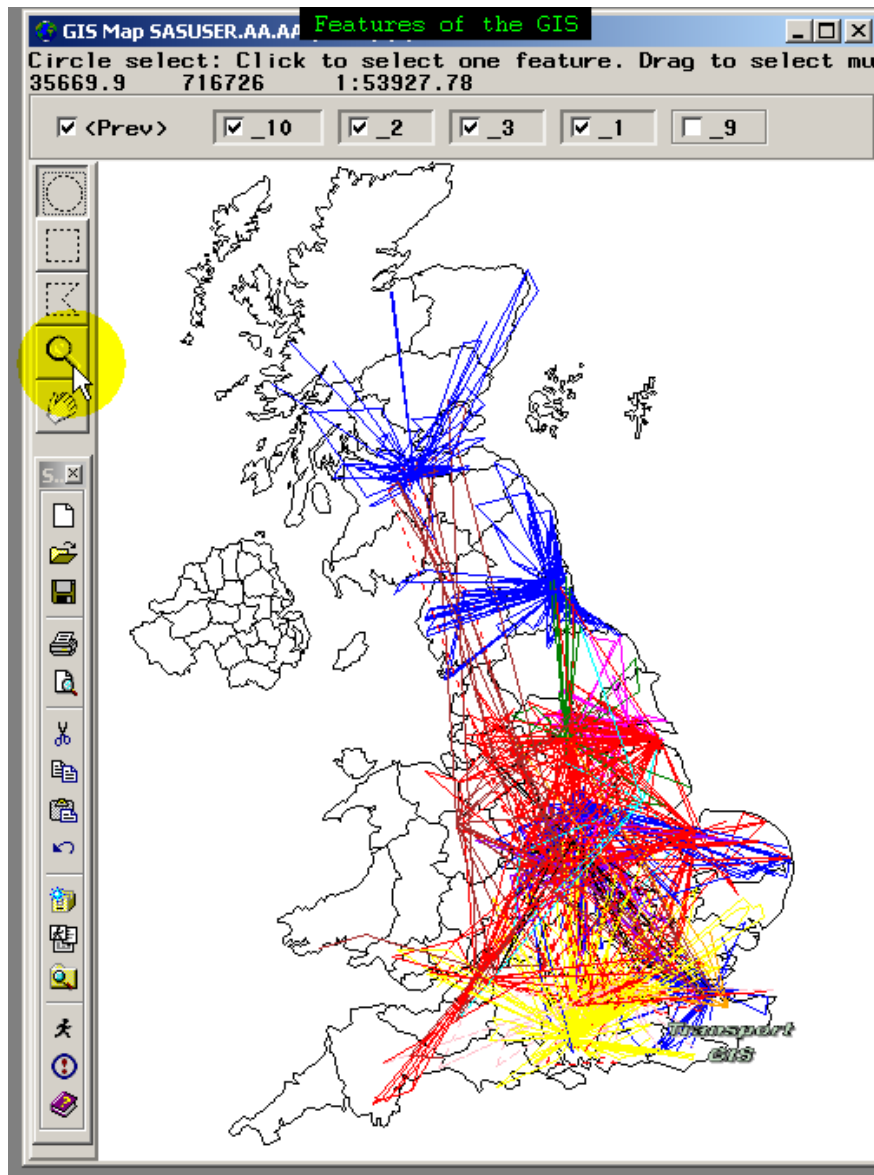 Features of the GIS
GIS Map SASUSER.AA.A
Circle select: Click to select one feature. Drag to select mu
35669.9 716726 1:53927.78
<Prev> _10 _2 _3 _1 _9
S..
Transport
GIS